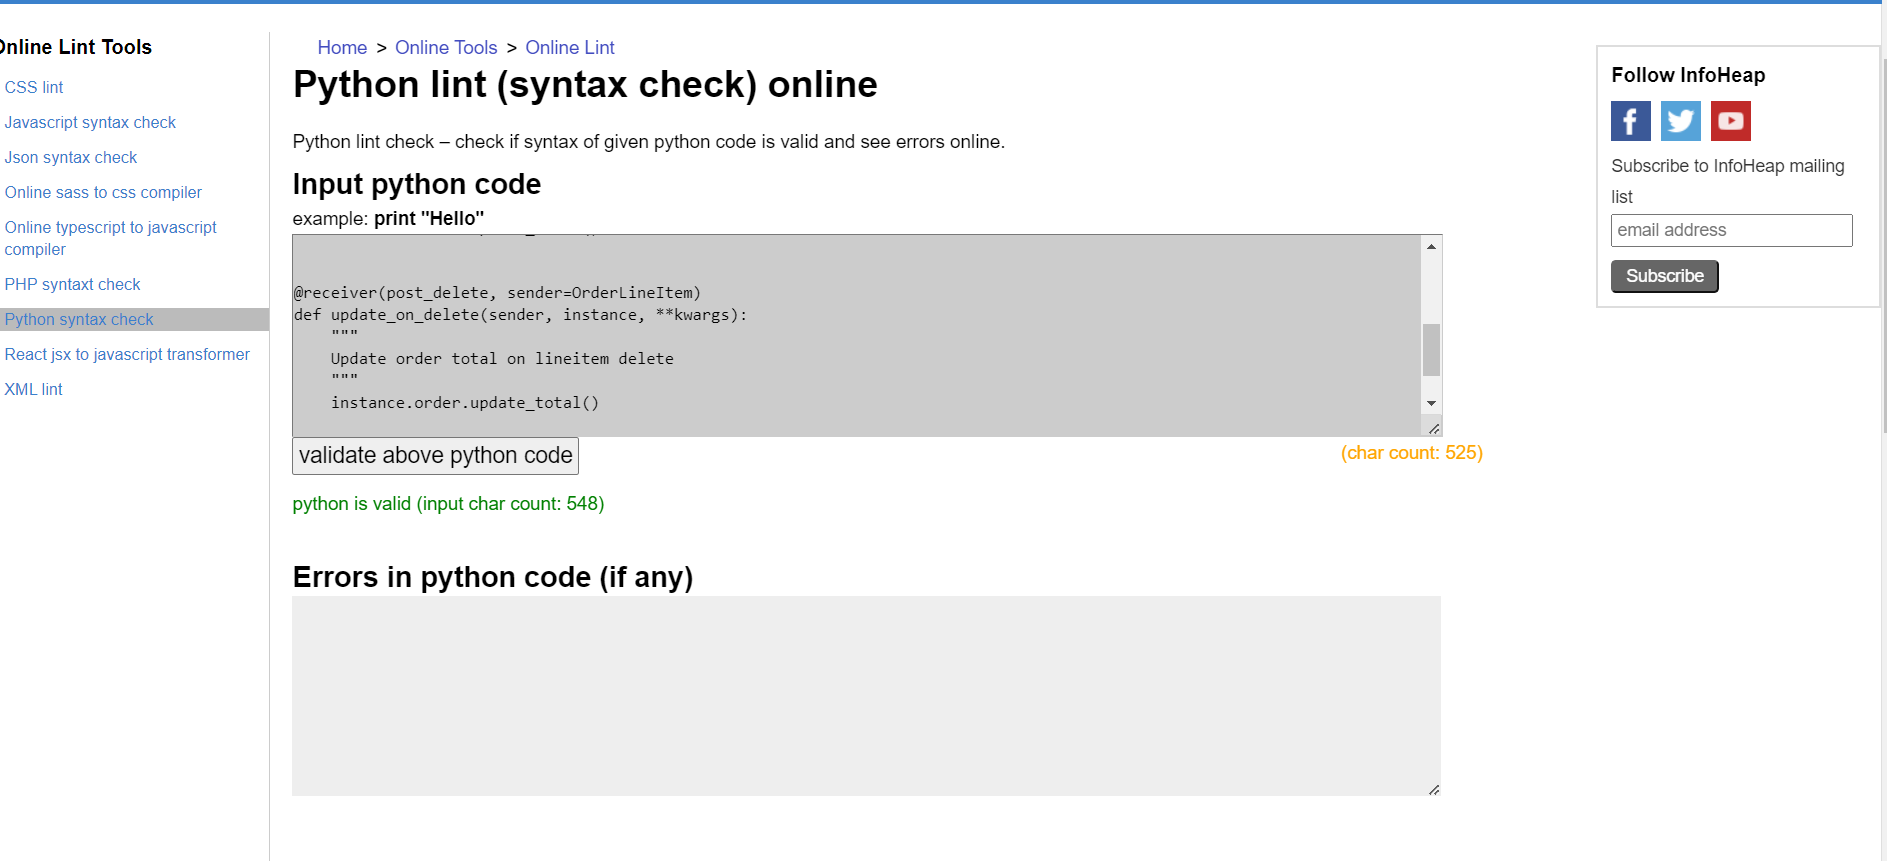 Online Lint Tools
CSS lint
Javascript syntax check
Json syntax check
Online sass to css compiler
Online typescript to javascript
compiler
PHP syntaxt check
Python syntax check
React jsx to javascript transformer
XML lint
Home > Online Tools > Online Lint
Python lint (syntax check) online
Python lint check – check if syntax of given python code is valid and see errors online.
Input python code
example: print "Hello"
@receiver(post_delete, sender=OrderLineItem)
def update_on_delete(sender, instance, **kwargs):
    """
    Update order total on lineitem delete
    """
    instance.order.update_total()
validate above python code
(char count: 525)
python is valid (input char count: 548)
Errors in python code (if any)
Follow InfoHeap
Subscribe to InfoHeap mailing
list
email address
Subscribe